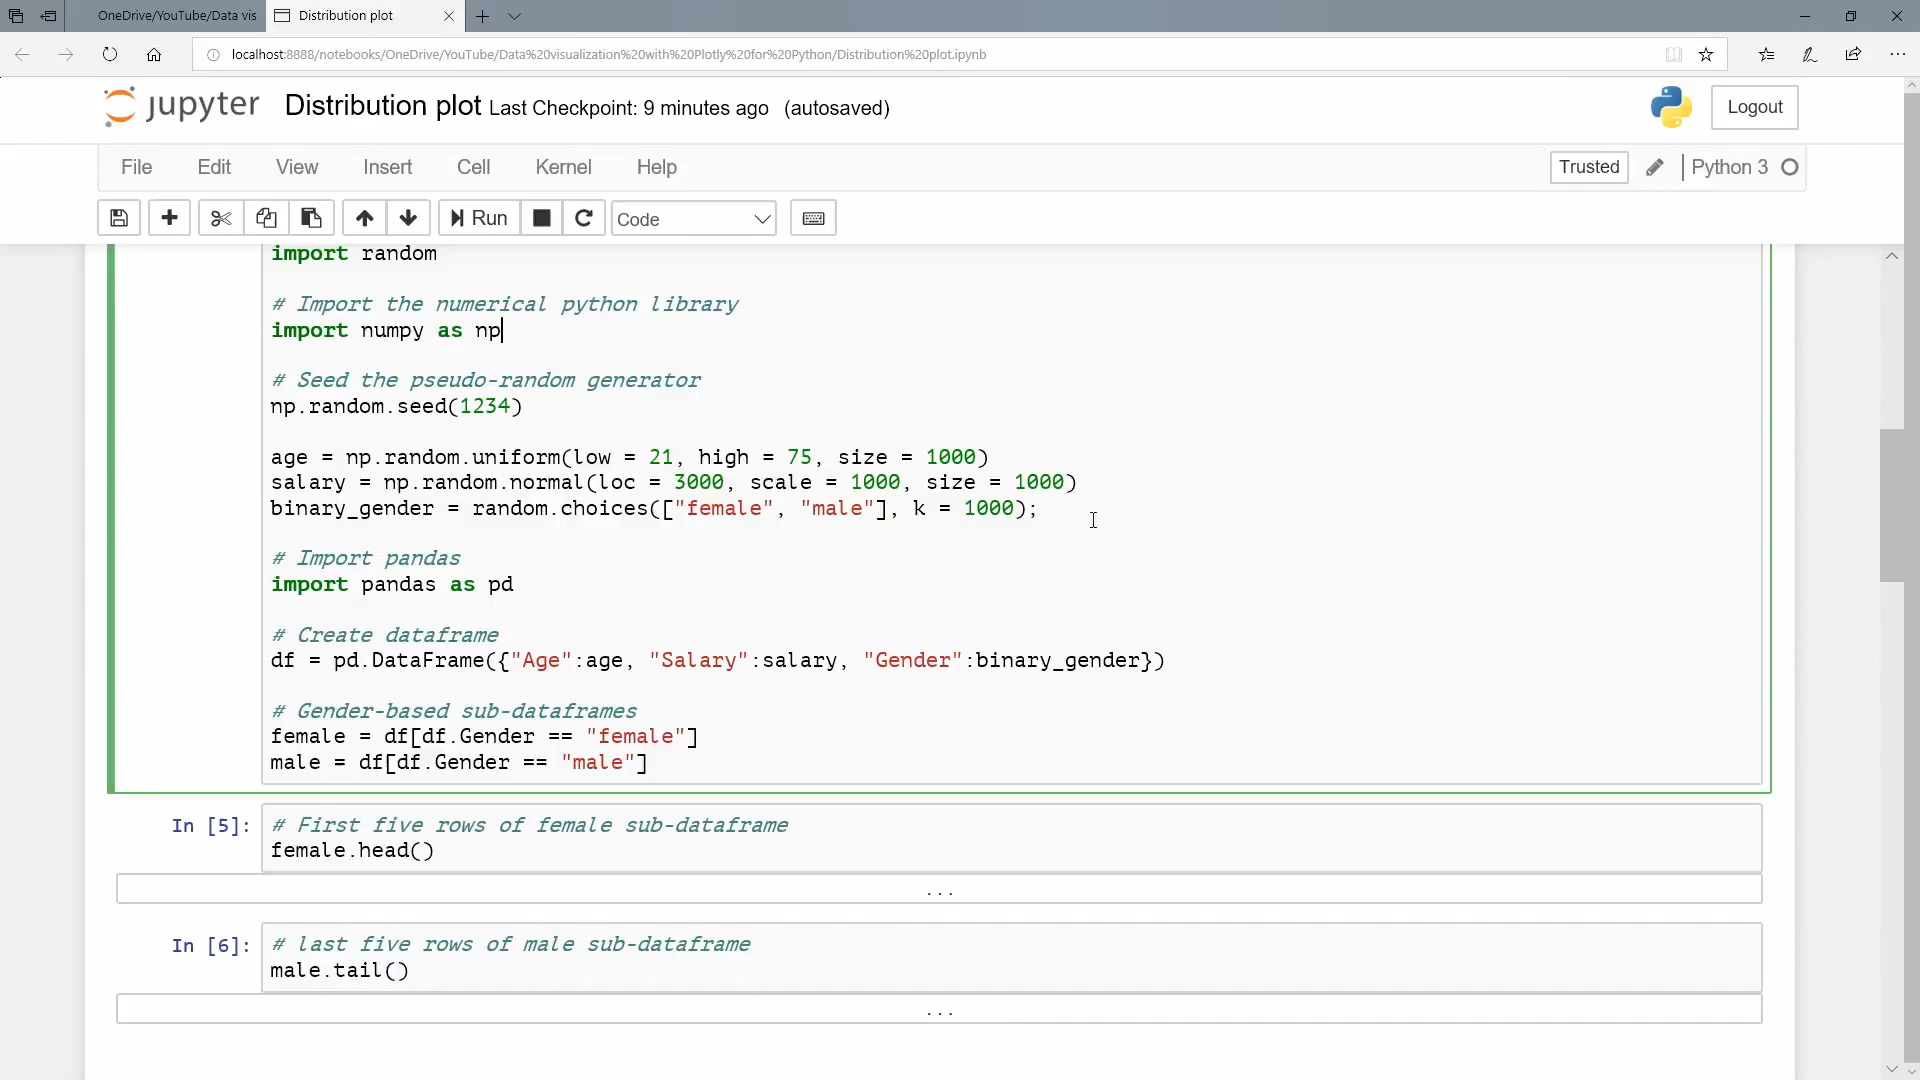 OneDrive/YouTube/Data vis
Distribution plot
localhost:8888/notebooks/OneDrive/YouTube/Data%20visualization%20with%20Plotly%20for%20Python/Distribution%20plot.ipynb
jupyter Distribution plot Last Checkpoint: 9 minutes ago (autosaved)
Logout
File Edit View Insert Cell Kernel Help
Trusted
Python 3
Run
Code
import random
# Import the numerical python library
import numpy as np
# Seed the pseudo-random generator
np.random.seed(1234)
age = np.random.uniform(low = 21, high = 75, size = 1000)
salary = np.random.normal(loc = 3000, scale = 1000, size = 1000)
binary_gender = random.choices(["female", "male"], k = 1000);
# Import pandas
import pandas as pd
# Create dataframe
df = pd.DataFrame({"Age":age, "Salary":salary, "Gender":binary_gender})
# Gender-based sub-dataframes
female = df[df.Gender == "female"]
male = df[df.Gender == "male"]
In [5]:
# First five rows of female sub-dataframe
female.head()
...
In [6]:
# last five rows of male sub-dataframe
male.tail()
...